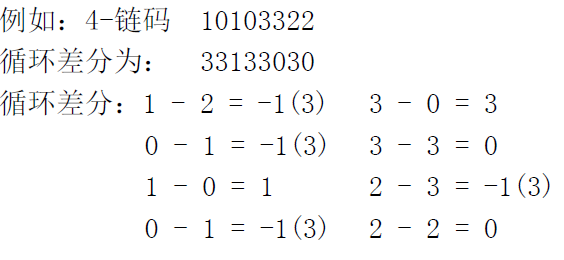 例如：4-链码  10103322
循环差分为：  33133030
循环差分：1 - 2 = -1(3)  3 - 0 = 3
0 - 1 = -1(3)  3 - 3 = 0
1 - 0 = 1  2 - 3 = -1(3)
0 - 1 = -1(3)  2 - 2 = 0